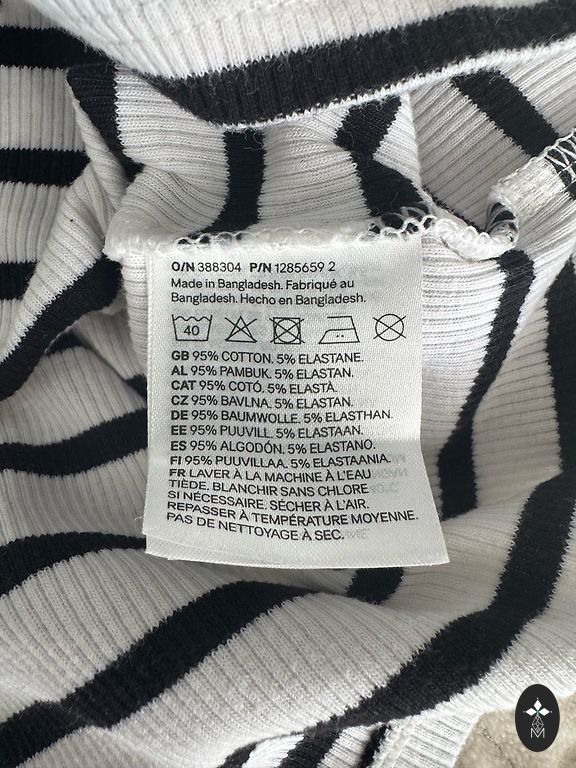 O/N 388304 P/N 1285659 2
Made in Bangladesh. Fabriqué au
Bangladesh. Hecho en Bangladesh.
40
GB 95% COTTON. 5% ELASTANE.
AL 95% PAMBUK. 5% ELASTAN.
CAT 95% COTÓ. 5% ELASTÀ.
CZ 95% BAVLNA. 5% ELASTAN.
DE 95% BAUMWOLLE. 5% ELASTHAN.
EE 95% PUUVILL. 5% ELASTAAN.
ES 95% ALGODÓN. 5% ELASTANO.
FI 95% PUUVILLAA. 5% ELASTAANIA.
FR LAVER À LA MACHINE À L'EAU
TIÈDE. BLANCHIR SANS CHLORE
SI NÉCESSAIRE. SÉCHER À L'AIR.
REPASSER À TEMPÉRATURE MOYENNE.
PAS DE NETTOYAGE À SEC.
M